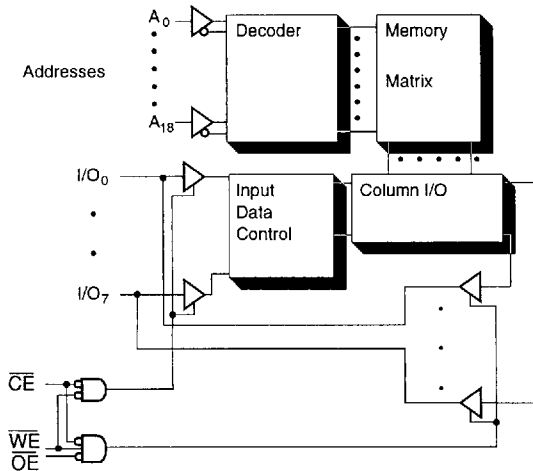 A0
Decoder
Memory
Matrix
Addresses
A18
I/O0
Input
Data
Control
Column I/O
I/O7
CE
WE
OE